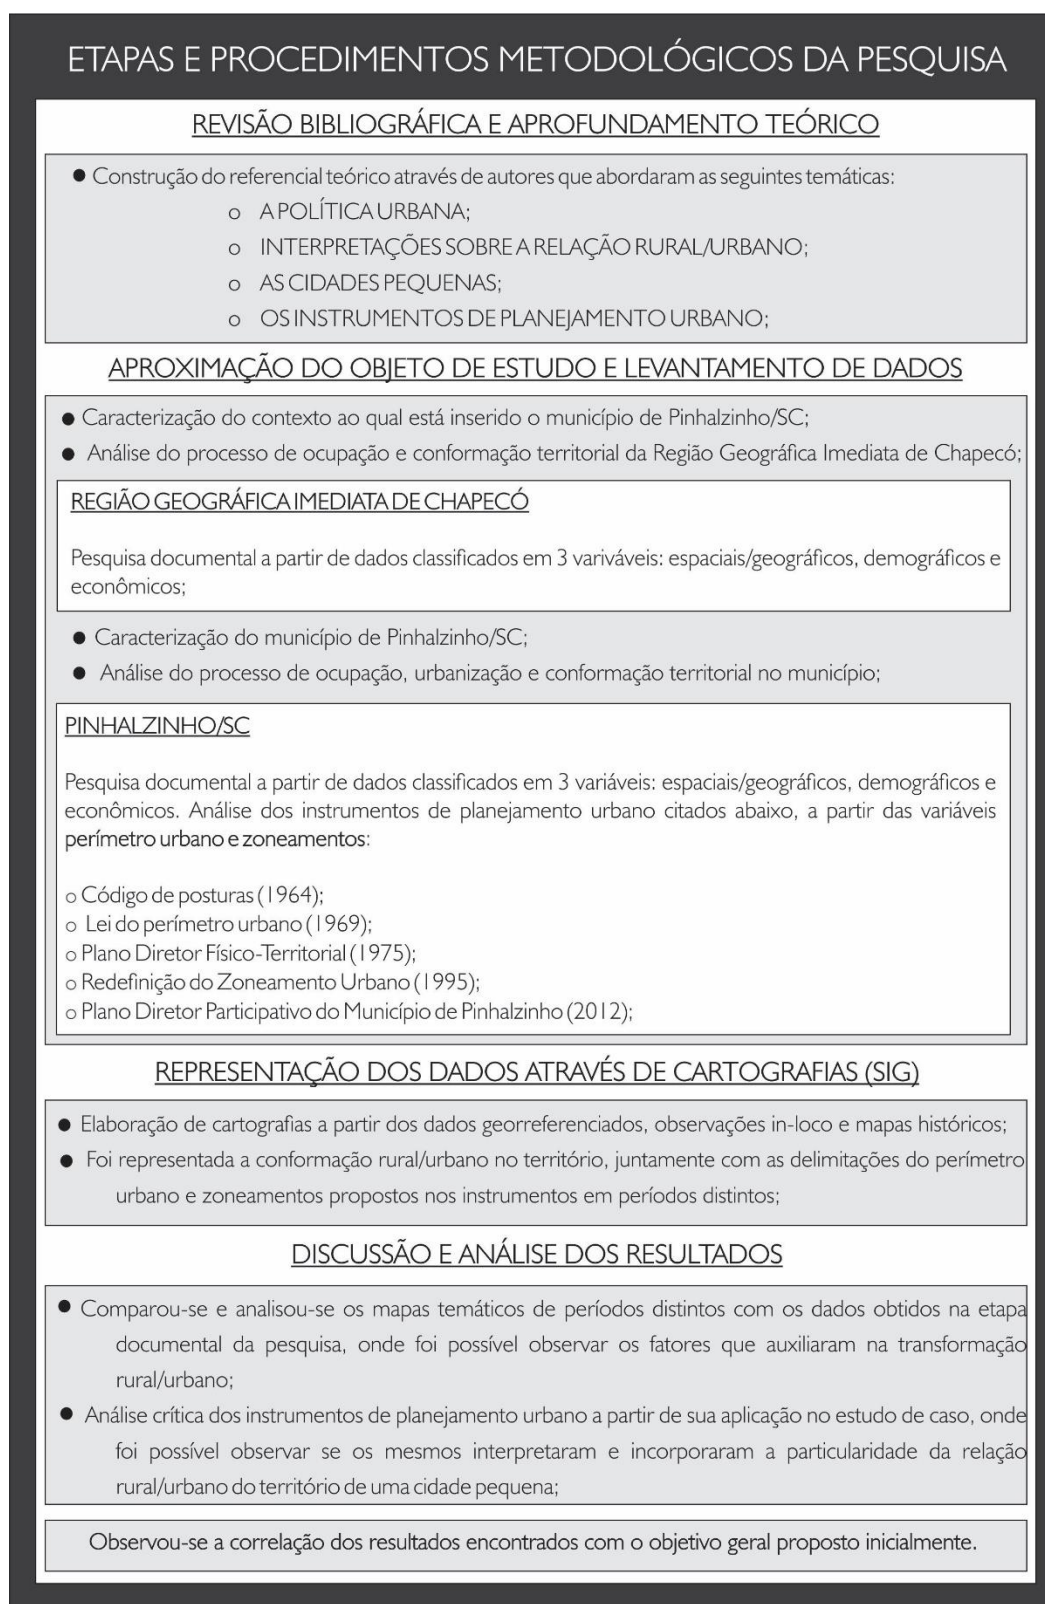 ETAPAS E PROCEDIMENTOS METODOLÓGICOS DA PESQUISA
REVISÃO BIBLIOGRÁFICA E APROFUNDAMENTO TEÓRICO
● Construção do referencial teórico através de autores que abordaram as seguintes temáticas:
o A POLÍTICA URBANA;
o INTERPRETAÇÕES SOBRE A RELAÇÃO RURAL/URBANO;
o AS CIDADES PEQUENAS;
o OS INSTRUMENTOS DE PLANEJAMENTO URBANO;
APROXIMAÇÃO DO OBJETO DE ESTUDO E LEVANTAMENTO DE DADOS
● Caracterização do contexto ao qual está inserido o município de Pinhalzinho/SC;
● Análise do processo de ocupação e conformação territorial da Região Geográfica Imediata de Chapecó;
REGIÃO GEOGRÁFICA IMEDIATA DE CHAPECÓ
Pesquisa documental a partir de dados classificados em 3 variváveis: espaciais/geográficos, demográficos e
econômicos;
● Caracterização do município de Pinhalzinho/SC;
● Análise do processo de ocupação, urbanização e conformação territorial no município;
PINHALZINHO/SC
Pesquisa documental a partir de dados classificados em 3 variáveis: espaciais/geográficos, demográficos e
econômicos. Análise dos instrumentos de planejamento urbano citados abaixo, a partir das variáveis
perímetro urbano e zoneamentos:
o Código de posturas (1964);
o Lei do perímetro urbano (1969);
o Plano Diretor Físico-Territorial (1975);
o Redefinição do Zoneamento Urbano (1995);
o Plano Diretor Participativo do Município de Pinhalzinho (2012);
REPRESENTAÇÃO DOS DADOS ATRAVÉS DE CARTOGRAFIAS (SIG)
● Elaboração de cartografias a partir dos dados georreferenciados, observações in-loco e mapas históricos;
● Foi representada a conformação rural/urbano no território, juntamente com as delimitações do perímetro
urbano e zoneamentos propostos nos instrumentos em períodos distintos;
DISCUSSÃO E ANÁLISE DOS RESULTADOS
● Comparou-se e analisou-se os mapas temáticos de períodos distintos com os dados obtidos na etapa
documental da pesquisa, onde foi possível observar os fatores que auxiliaram na transformação
rural/urbano;
● Análise crítica dos instrumentos de planejamento urbano a partir de sua aplicação no estudo de caso, onde
foi possível observar se os mesmos interpretaram e incorporaram a particularidade da relação
rural/urbano do território de uma cidade pequena;
Observou-se a correlação dos resultados encontrados com o objetivo geral proposto inicialmente.